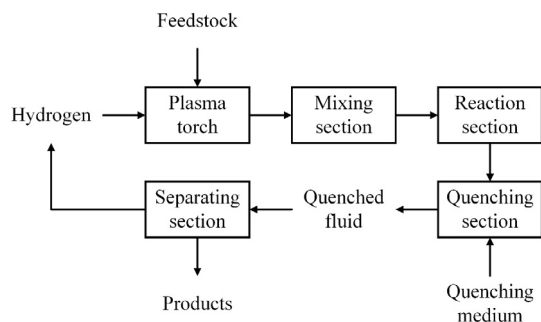 Feedstock
Hydrogen
Plasma
torch
Mixing
section
Reaction
section
Separating
section
Quenched
fluid
Quenching
section
Products
Quenching
medium